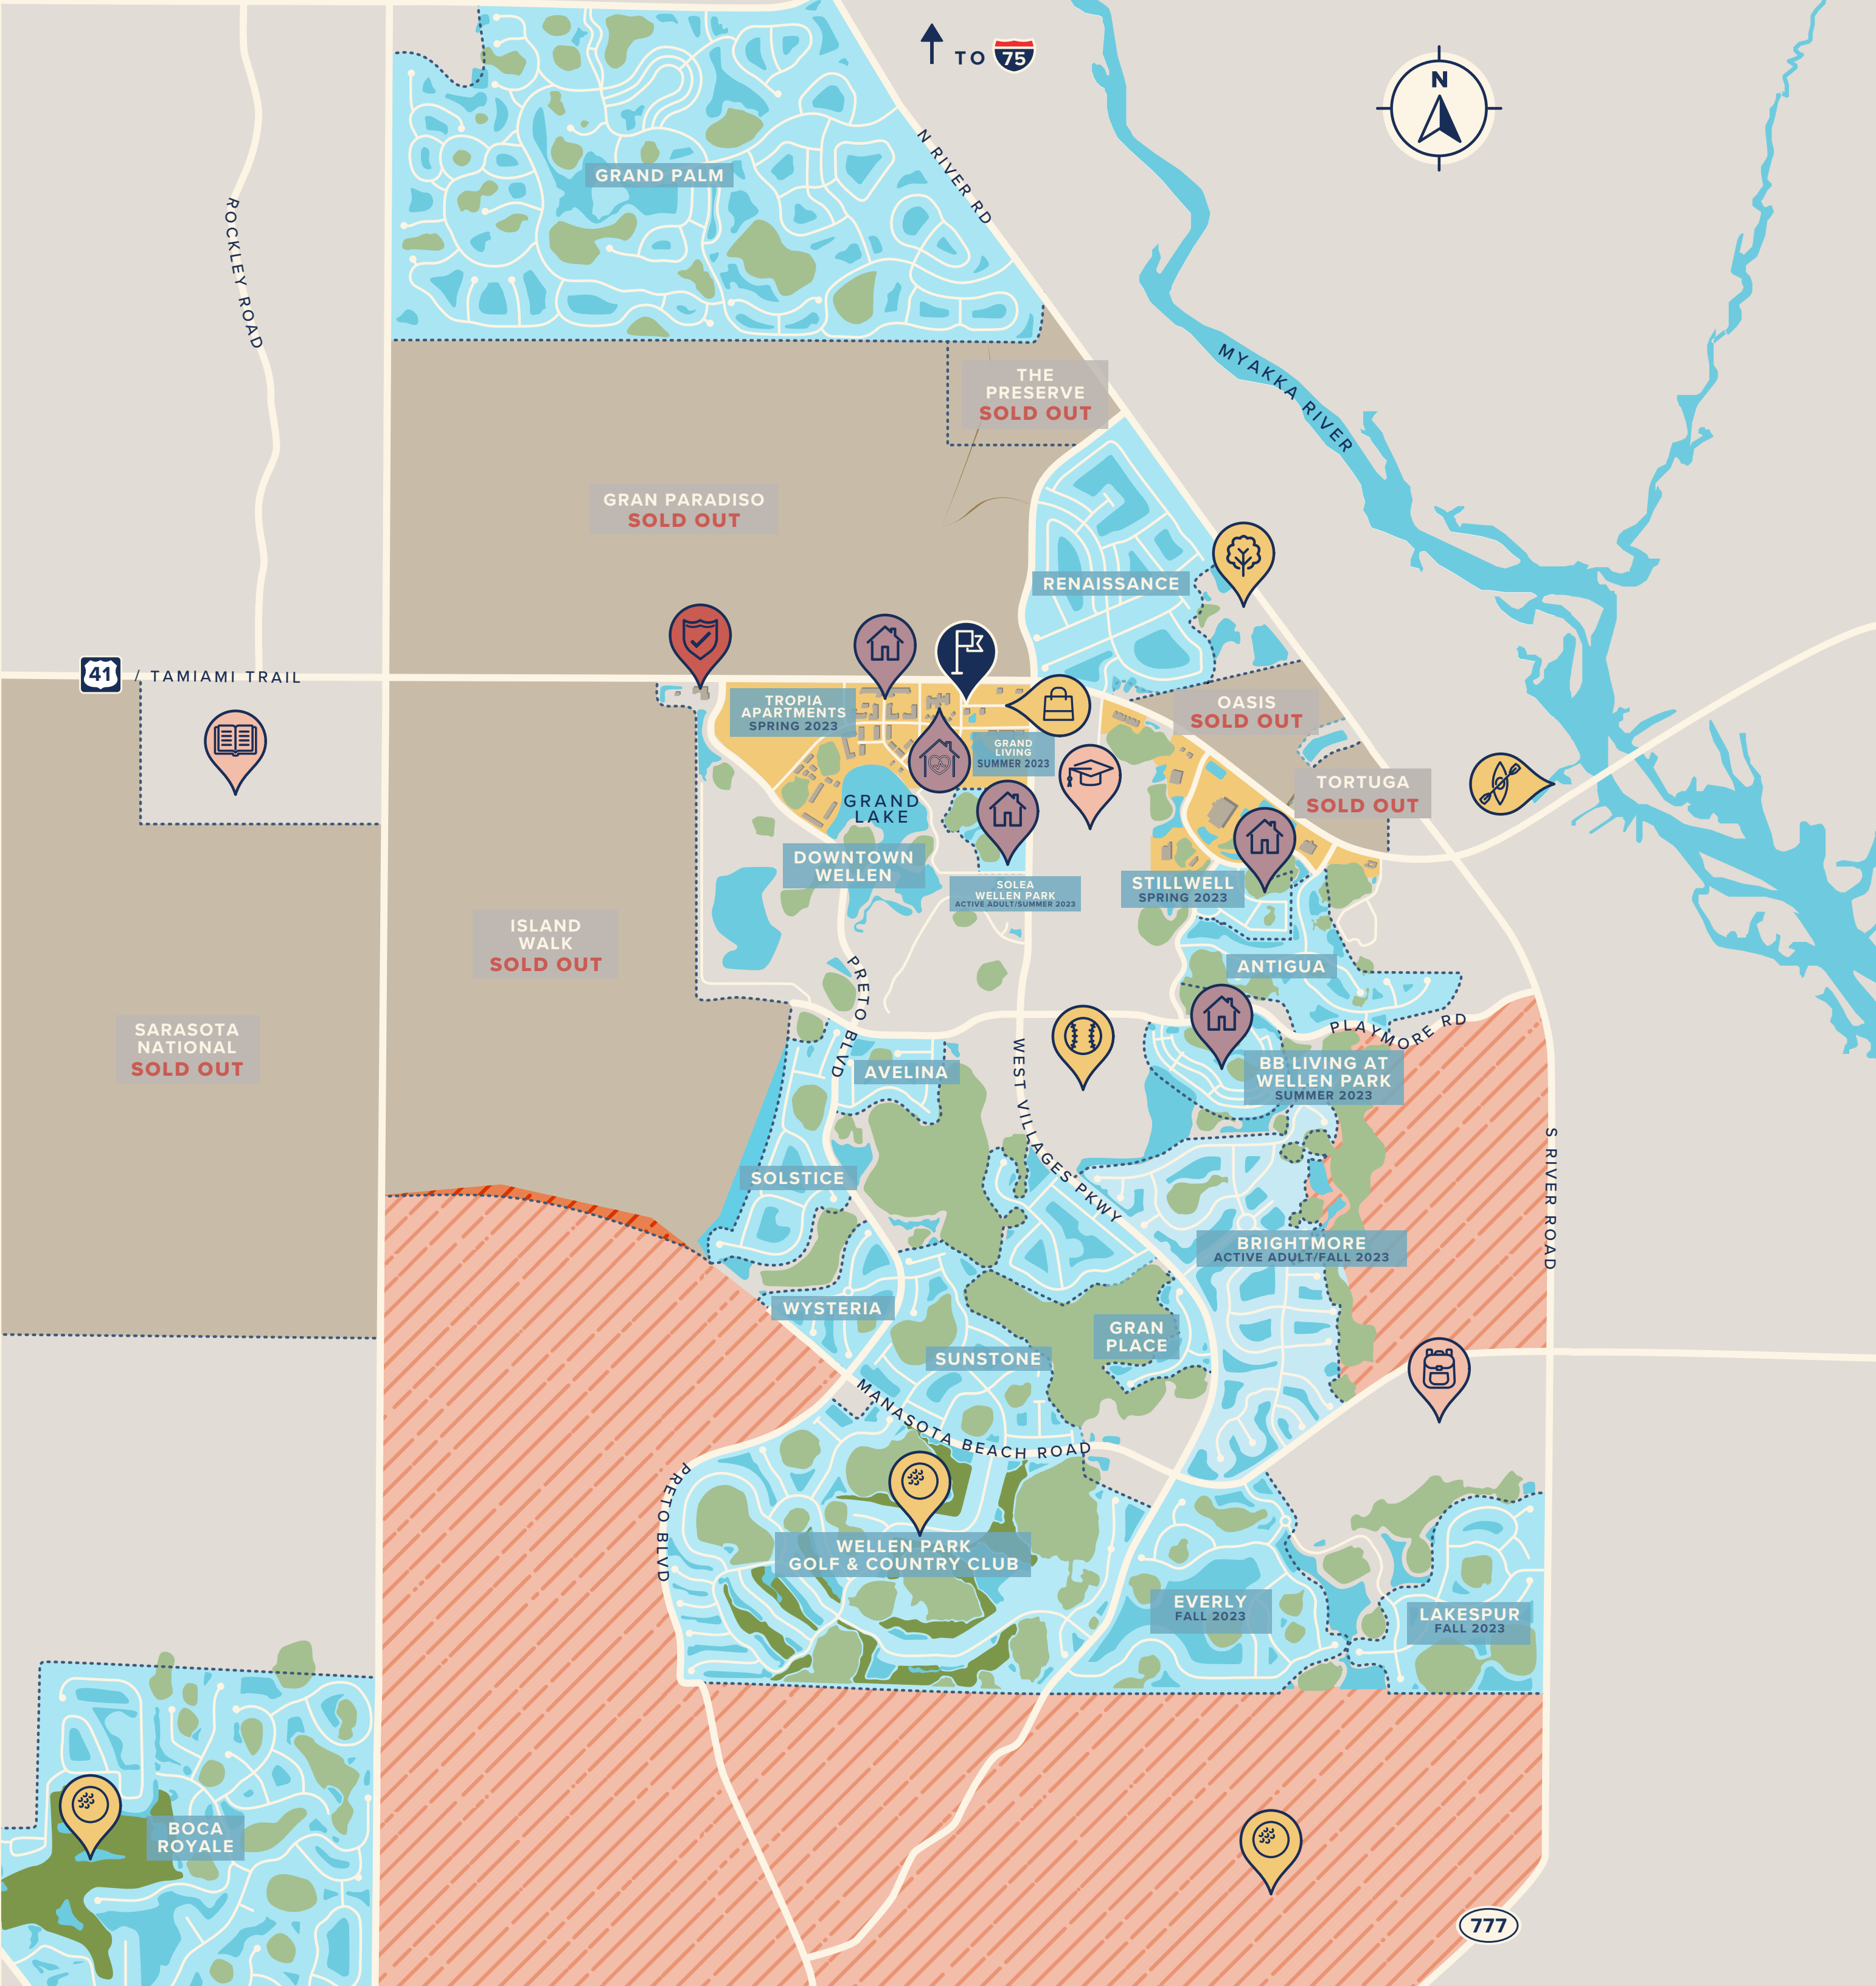 TO
75
N
N RIVER RD
GRAND PALM
ROCKLEY ROAD
MYAKKA RIVER
THE
PRESERVE
SOLD OUT
GRAN PARADISO
SOLD OUT
RENAISSANCE
41 / TAMIAMI TRAIL
TROPIA
APARTMENTS
SPRING 2023
OASIS
SOLD OUT
GRAND
LIVING
SUMMER 2023
TORTUGA
SOLD OUT
GRAND
LAKE
DOWNTOWN
WELLEN
SOLEA
WELLEN PARK
ACTIVE ADULT/SUMMER 2023
STILLWELL
SPRING 2023
ISLAND
WALK
SOLD OUT
ANTIGUA
PRETO BLVD
PLAYMORE RD
SARASOTA
NATIONAL
SOLD OUT
AVELINA
WEST VILLAGES PKWY
BB LIVING AT
WELLEN PARK
SUMMER 2023
S RIVER ROAD
SOLSTICE
BRIGHTMORE
ACTIVE ADULT/FALL 2023
WYSTERIA
GRAN
PLACE
SUNSTONE
MANASOTA BEACH ROAD
PRETO BLVD
WELLEN PARK
GOLF & COUNTRY CLUB
EVERLY
FALL 2023
LAKESPUR
FALL 2023
BOCA
ROYALE
777